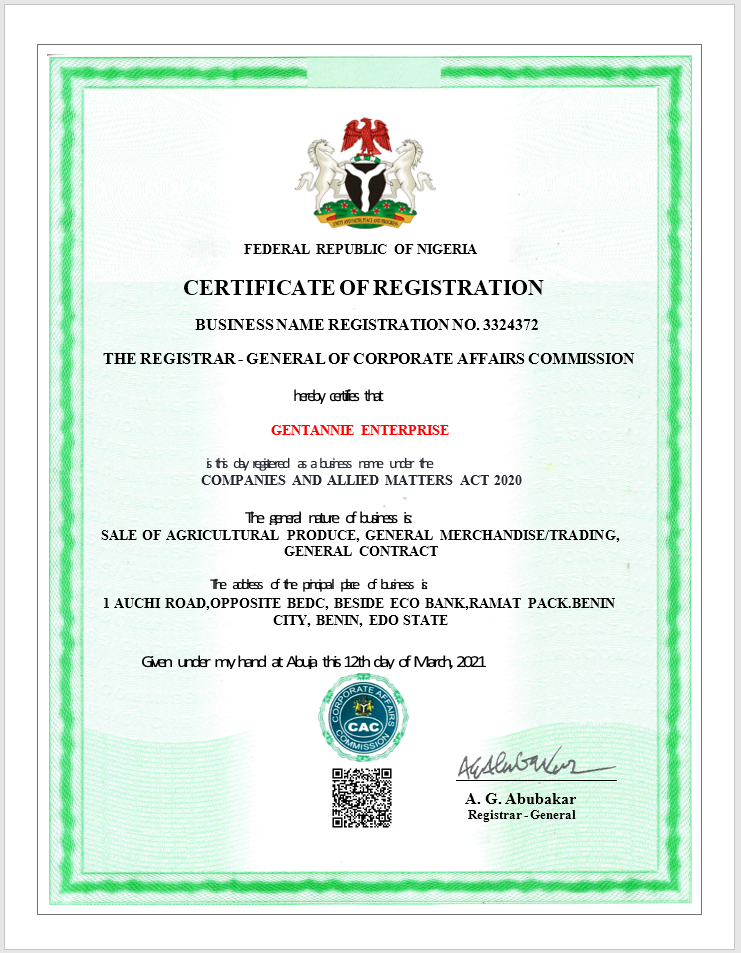 UNITY AND FAITH, PEACE AND PROGRESS
FEDERAL REPUBLIC OF NIGERIA
CERTIFICATE OF REGISTRATION
BUSINESS NAME REGISTRATION NO. 3324372
THE REGISTRAR - GENERAL OF CORPORATE AFFAIRS COMMISSION
hereby certifies that
GENTANNIE ENTERPRISE
is this day registered as a business name under the
COMPANIES AND ALLIED MATTERS ACT 2020
The general nature of business is:
SALE OF AGRICULTURAL PRODUCE, GENERAL MERCHANDISE/TRADING,
GENERAL CONTRACT
The address of the principal place of business is:
1 AUCHI ROAD,OPPOSITE BEDC, BESIDE ECO BANK,RAMAT PACK.BENIN
CITY, BENIN, EDO STATE
Given under my hand at Abuja this 12th day of March, 2021
CORPORATE AFFAIRS
CAC
COMMISSION
AGAbubakar
A. G. Abubakar
Registrar - General